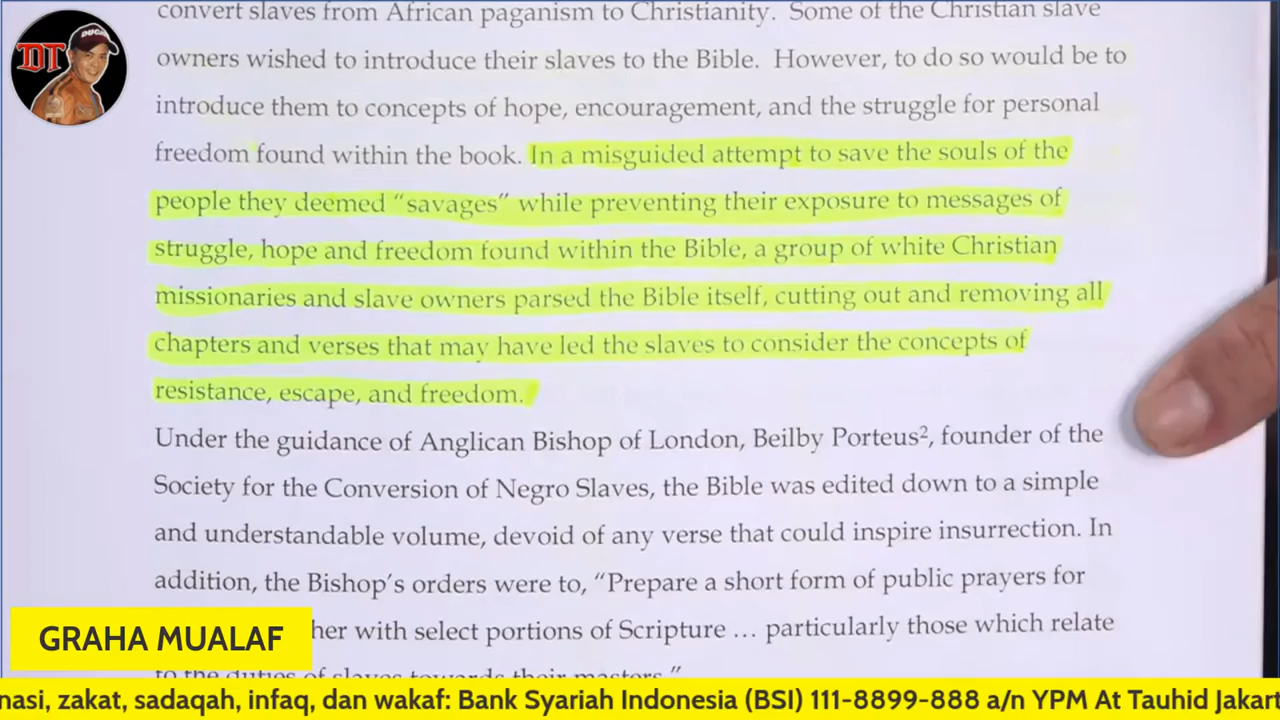 convert slaves from African paganism to Christianity. Some of the Christian slave
owners wished to introduce their slaves to the Bible. However, to do so would be to
introduce them to concepts of hope, encouragement, and the struggle for personal
freedom found within the book. In a misguided attempt to save the souls of the
people they deemed “savages” while preventing their exposure to messages of
struggle, hope and freedom found within the Bible, a group of white Christian
missionaries and slave owners parsed the Bible itself, cutting out and removing all
chapters and verses that may have led the slaves to consider the concepts of
resistance, escape, and freedom.
Under the guidance of Anglican Bishop of London, Beilby Porteus², founder of the
Society for the Conversion of Negro Slaves, the Bible was edited down to a simple
and understandable volume, devoid of any verse that could inspire insurrection. In
addition, the Bishop’s orders were to, “Prepare a short form of public prayers for
her with select portions of Scripture … particularly those which relate
to the duties of slaves towards their masters.”
DT
DUCA
GRAHA MUALAF
nasi, zakat, sadaqah, infaq, dan wakaf: Bank Syariah Indonesia (BSI) 111-8899-888 a/n YPM At Tauhid Jakart